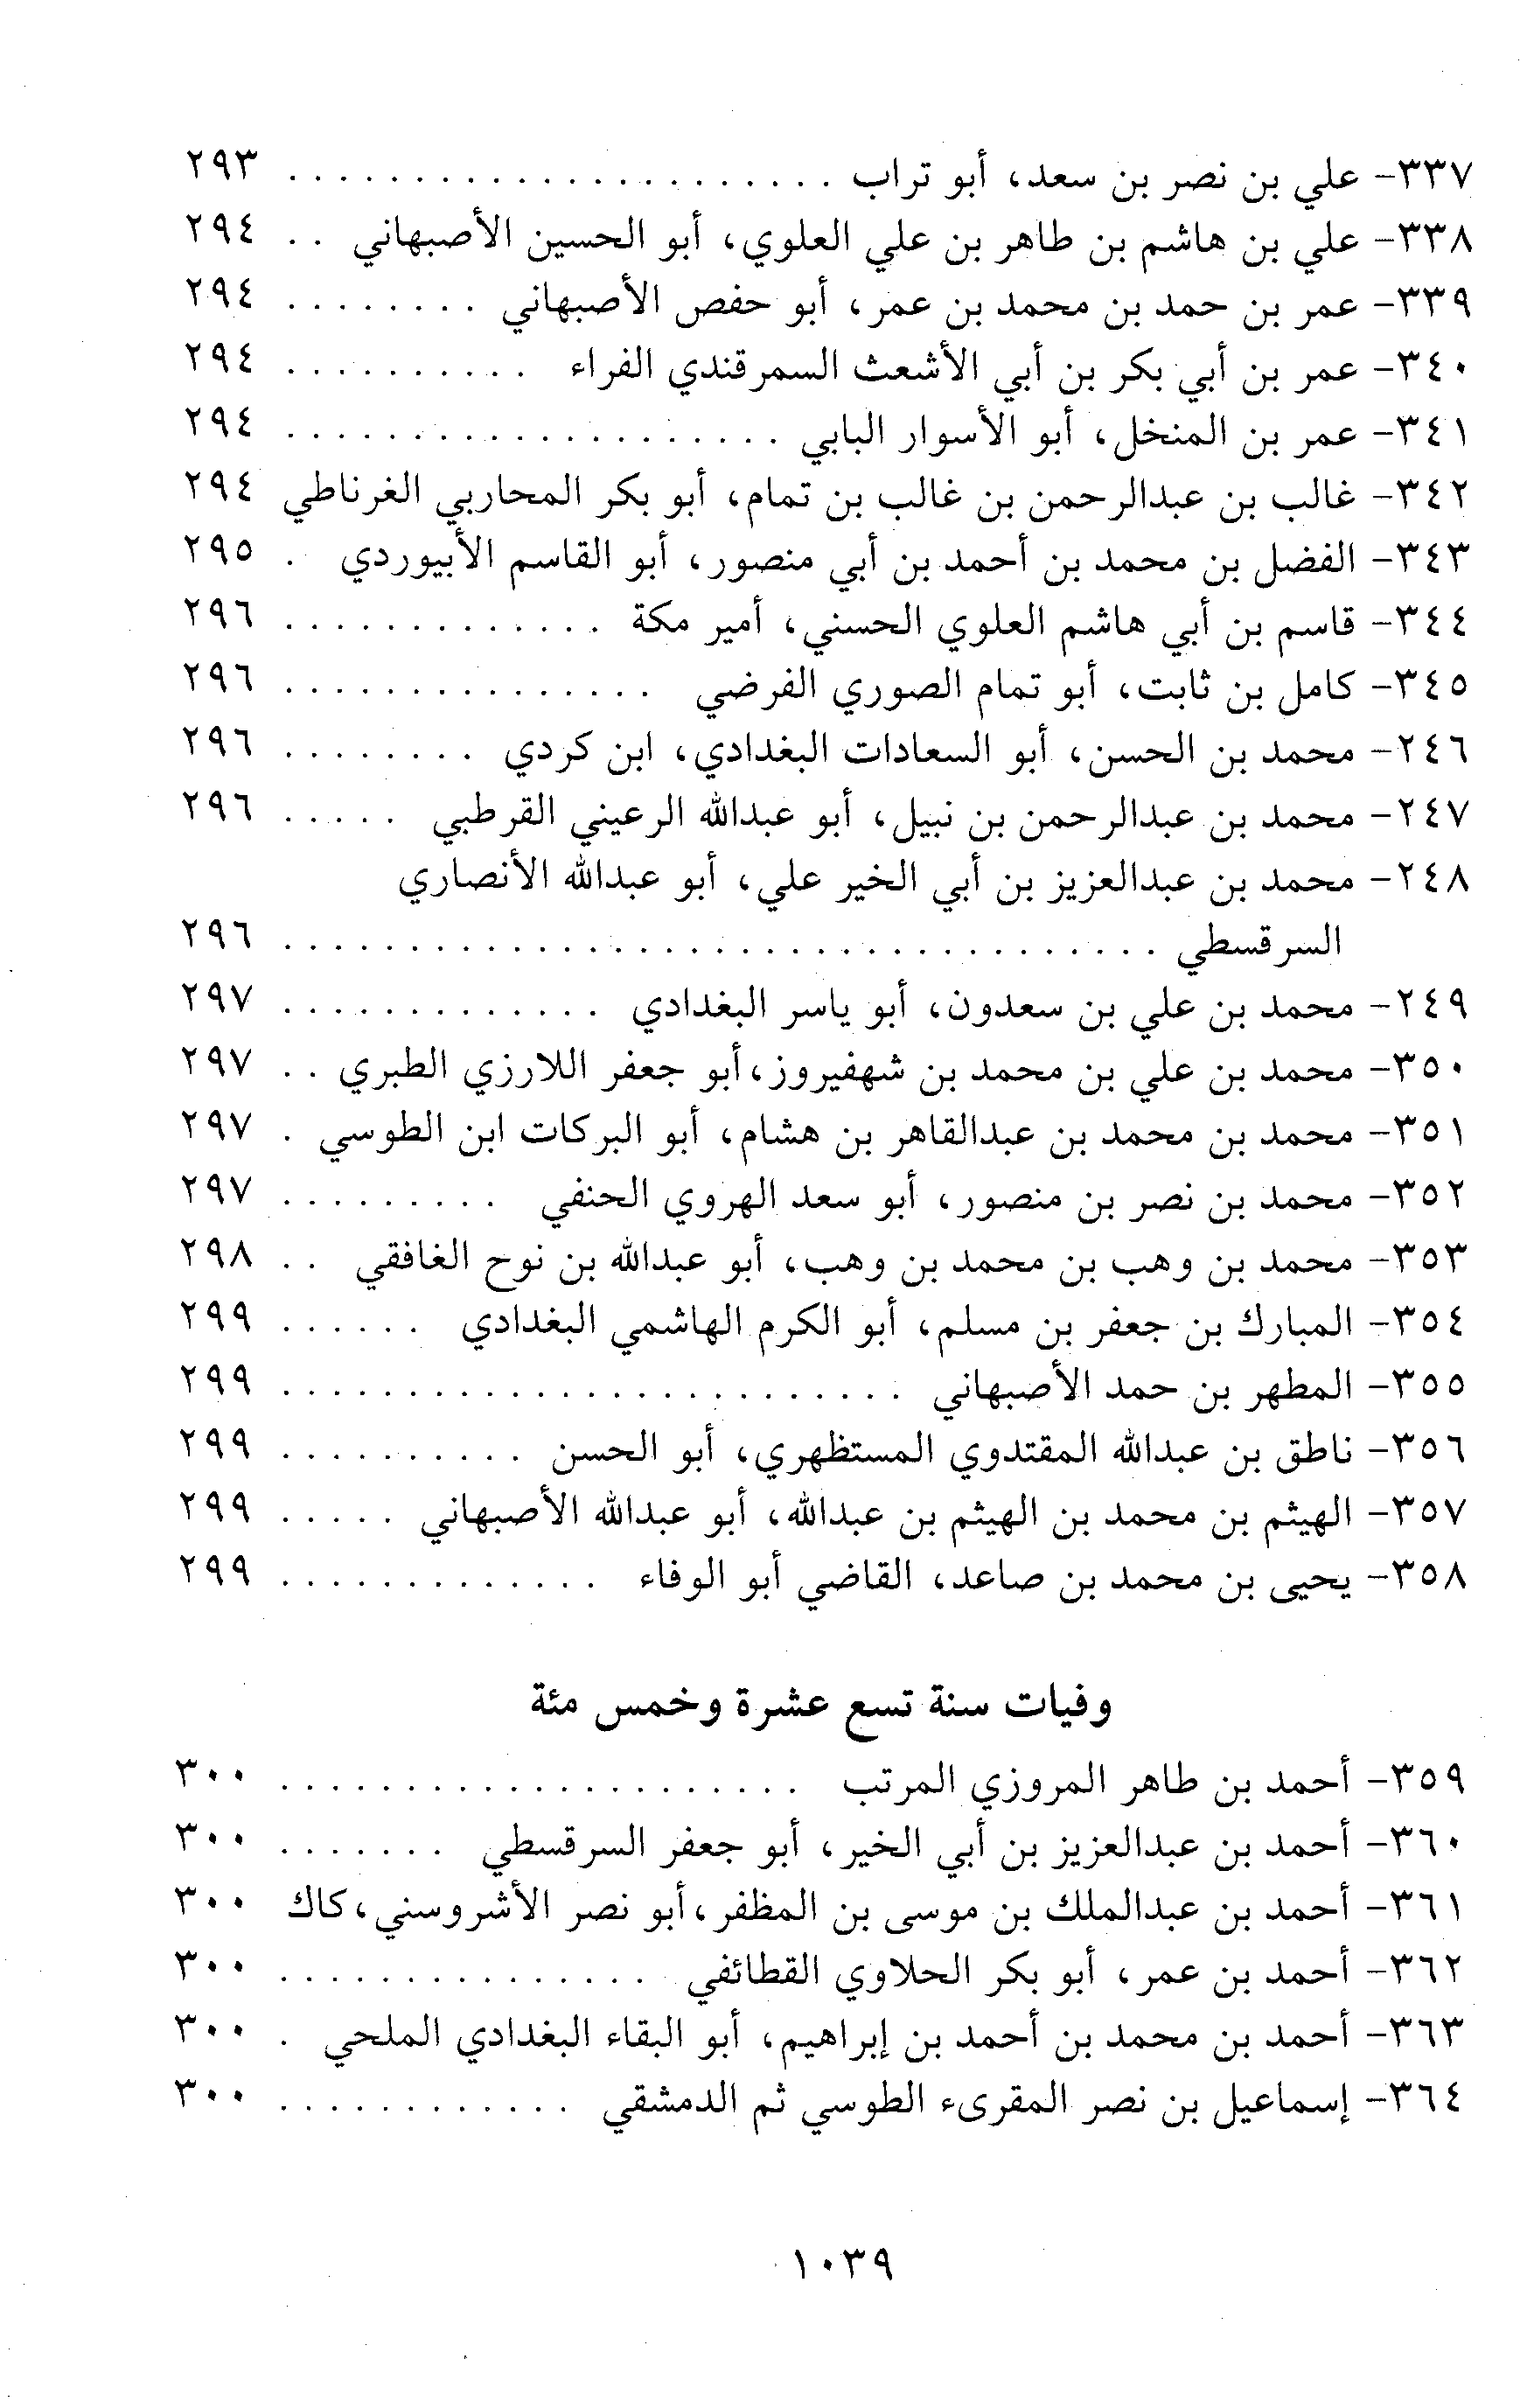 ٣٣٧- علي بن نصر بن سعد، أبو تراب . . . . . . . . . . . . . . . . . . . . . . ٢٩٣
٣٣٨- علي بن هاشم بن طاهر بن علي العلوي، أبو الحسين الأصبهاني . . ٢٩٤
٣٣٩- عمر بن حمد بن محمد بن عمر، أبو حفص الأصبهاني . . . . . . . . ٢٩٤
٣٤٠- عمر بن أبي بكر بن أبي الأشعث السمرقندي الفراء . . . . . . . . . . ٢٩٤
٣٤١- عمر بن المنخل، أبو الأسوار البابي . . . . . . . . . . . . . . . . . . . . ٢٩٤
٣٤٢- غالب بن عبدالرحمن بن غالب بن تمام، أبو بكر المحاربي الغرناطي ٢٩٤
٣٤٣- الفضل بن محمد بن أحمد بن أبي منصور، أبو القاسم الأبيوردي . ٢٩٥
٣٤٤- قاسم بن أبي هاشم العلوي الحسني، أمير مكة . . . . . . . . . . . . . ٢٩٦
٣٤٥- كامل بن ثابت، أبو تمام الصوري الفرضي . . . . . . . . . . . . . . . ٢٩٦
٢٤٦- محمد بن الحسن، أبو السعادات البغدادي، ابن كردي . . . . . . . . ٢٩٦
٢٤٧- محمد بن عبدالرحمن بن نبيل، أبو عبدالله الرعيني القرطبي . . . . . ٢٩٦
٢٤٨- محمد بن عبدالعزيز بن أبي الخير علي، أبو عبدالله الأنصاري
السرقسطي . . . . . . . . . . . . . . . . . . . . . . . . . . . . . . . . . . . ٢٩٦
٢٤٩- محمد بن علي بن سعدون، أبو ياسر البغدادي . . . . . . . . . . . . . ٢٩٧
٣٥٠- محمد بن علي بن محمد بن شهفيروز، أبو جعفر اللارزي الطبري . . ٢٩٧
٣٥١- محمد بن محمد بن عبدالقاهر بن هشام، أبو البركات ابن الطوسي . ٢٩٧
٣٥٢- محمد بن نصر بن منصور، أبو سعد الهروي الحنفي . . . . . . . . . ٢٩٧
٣٥٣- محمد بن وهب بن محمد بن وهب، أبو عبدالله بن نوح الغافقي . . ٢٩٨
٣٥٤- المبارك بن جعفر بن مسلم، أبو الكرم الهاشمي البغدادي . . . . . . ٢٩٩
٣٥٥- المطهر بن حمد الأصبهاني . . . . . . . . . . . . . . . . . . . . . . . . . ٢٩٩
٣٥٦- ناطق بن عبدالله المقتدوي المستظهري، أبو الحسن . . . . . . . . . . ٢٩٩
٣٥٧- الهيثم بن محمد بن الهيثم بن عبدالله، أبو عبدالله الأصبهاني . . . . . ٢٩٩
٣٥٨- يحيى بن محمد بن صاعد، القاضي أبو الوفاء . . . . . . . . . . . . . ٢٩٩
وفيات سنة تسع عشرة وخمس مئة
٣٥٩- أحمد بن طاهر المروزي المرتب . . . . . . . . . . . . . . . . . . . . . ٣٠٠
٣٦٠- أحمد بن عبدالعزيز بن أبي الخير، أبو جعفر السرقسطي . . . . . . . ٣٠٠
٣٦١- أحمد بن عبدالملك بن موسى بن المظفر، أبو نصر الأشروسني، كاك ٣٠٠
٣٦٢- أحمد بن عمر، أبو بكر الحلاوي القطائفي . . . . . . . . . . . . . . . ٣٠٠
٣٦٣- أحمد بن محمد بن أحمد بن إبراهيم، أبو البقاء البغدادي الملحي . ٣٠٠
٣٦٤- إسماعيل بن نصر المقرىء الطوسي ثم الدمشقي . . . . . . . . . . . . ٣٠٠
١٠٣٩